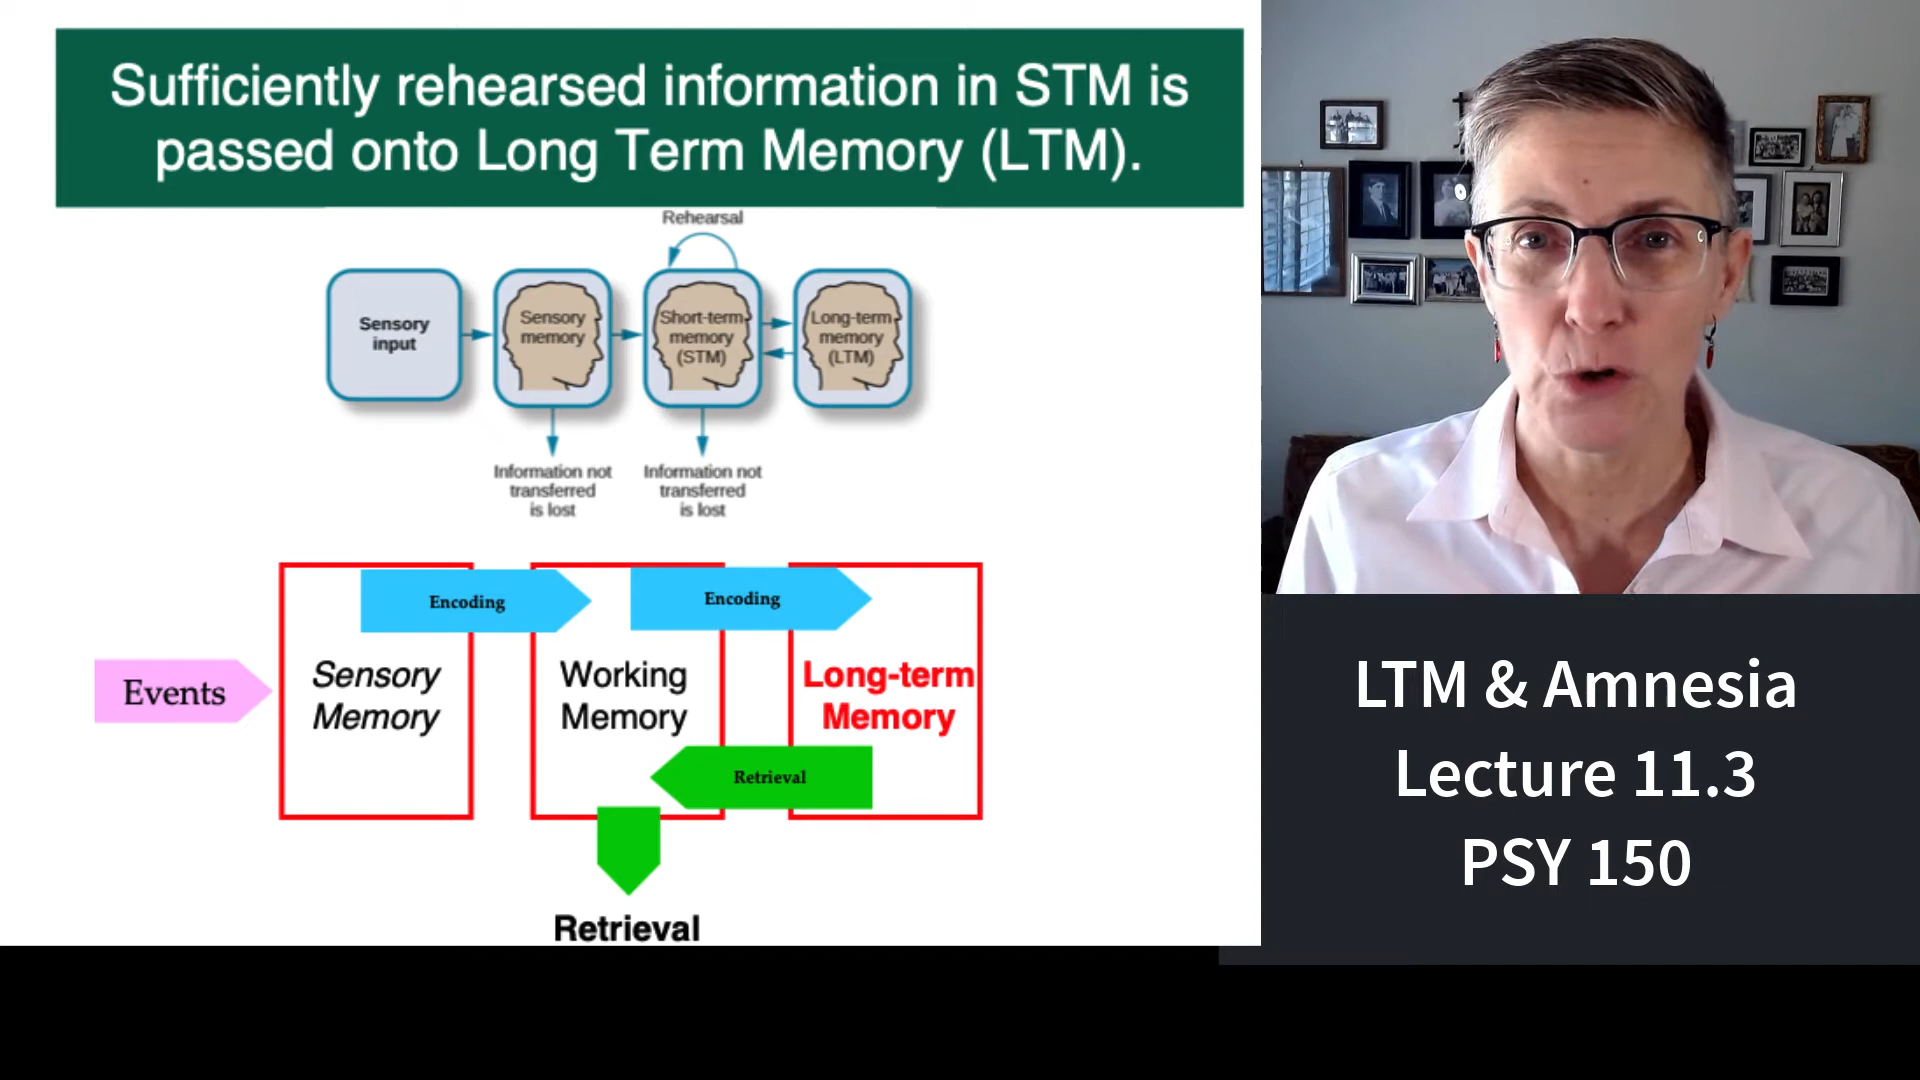 Sufficiently rehearsed information in STM is
passed onto Long Term Memory (LTM).
Rehearsal
Sensory
input
Sensory
memory
Short-term
memory
(STM)
Long-term
memory
(LTM)
Information not
transferred
is lost
Information not
transferred
is lost
Encoding
Encoding
Events
Sensory
Memory
Working
Memory
Long-term
Memory
Retrieval
Retrieval
LTM & Amnesia
Lecture 11.3
PSY 150